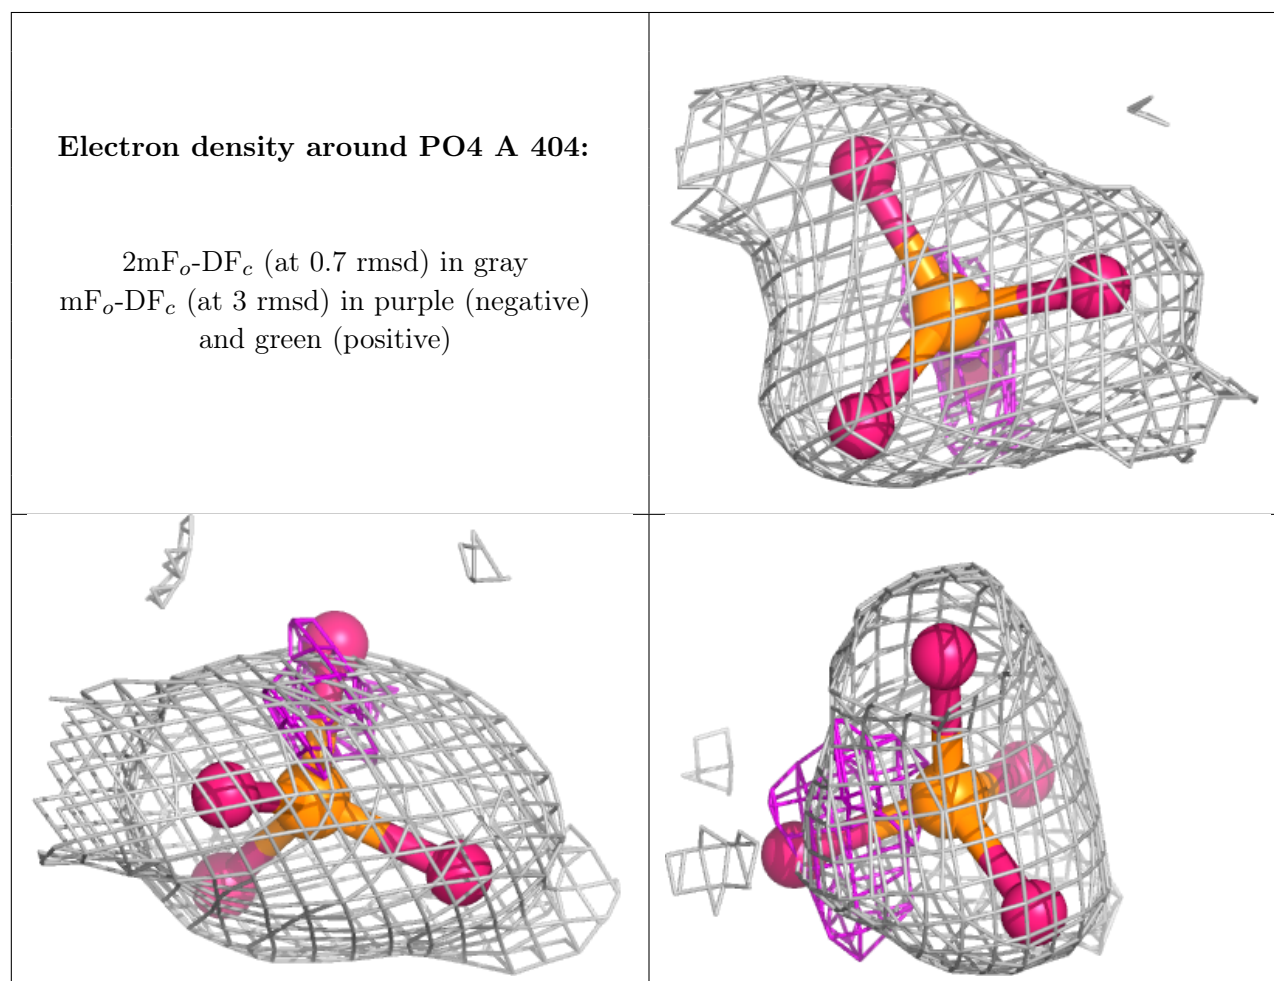 Electron density around PO4 A 404:
2mFₒ-DF𝒸 (at 0.7 rmsd) in gray
mFₒ-DF𝒸 (at 3 rmsd) in purple (negative)
and green (positive)